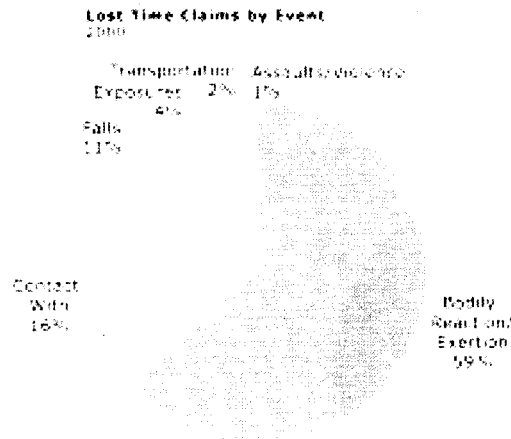 Lost Time Claims by Event
2000
Transportation
2%
Assaults/Violence
1%
Exposures
4%
Falls
11%
Contact
With
16%
Bodily
Reaction/
Exertion
59%